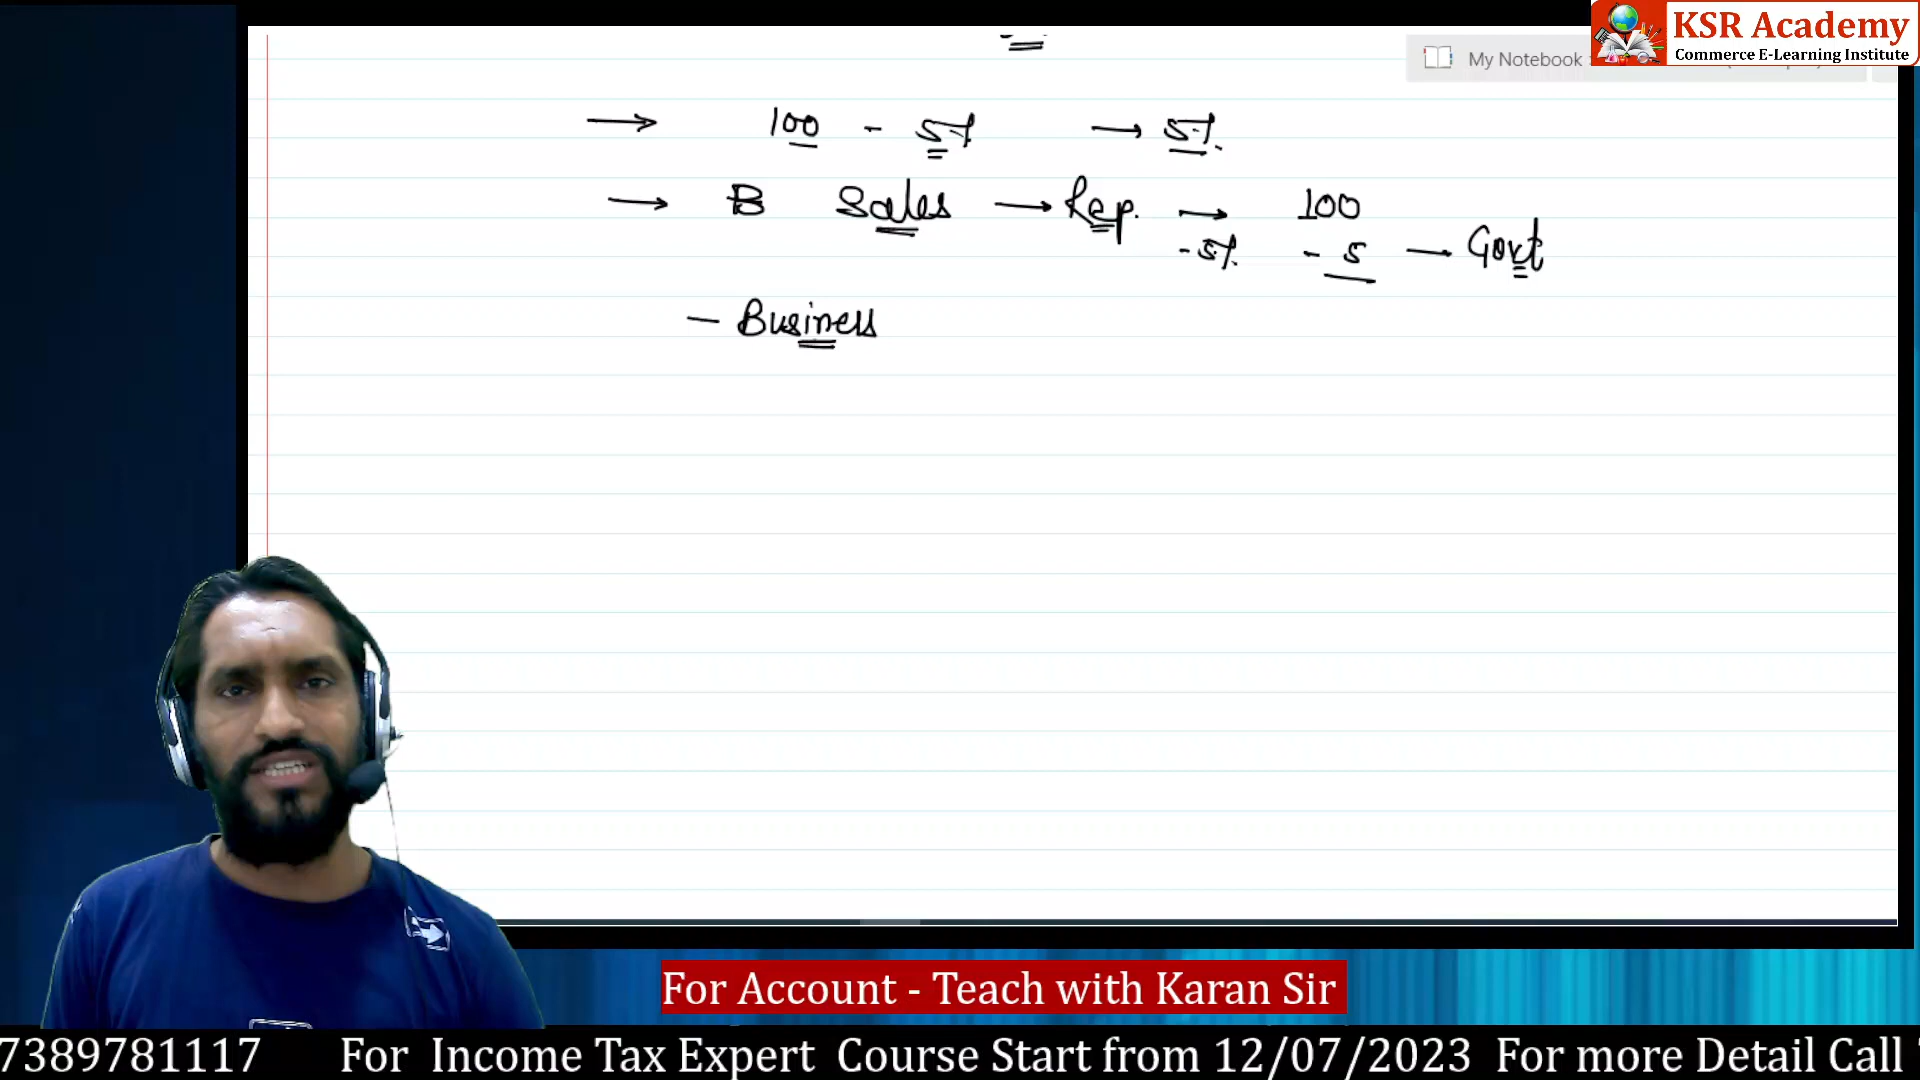 KSR Academy
Commerce E-Learning Institute
My Notebook
→ 100 - 5% → 5%.
→ B Sales → Rep. → 100
- 5%. - 5 — Govt
— Business
For Account - Teach with Karan Sir
7389781117 For Income Tax Expert Course Start from 12/07/2023 For more Detail Call